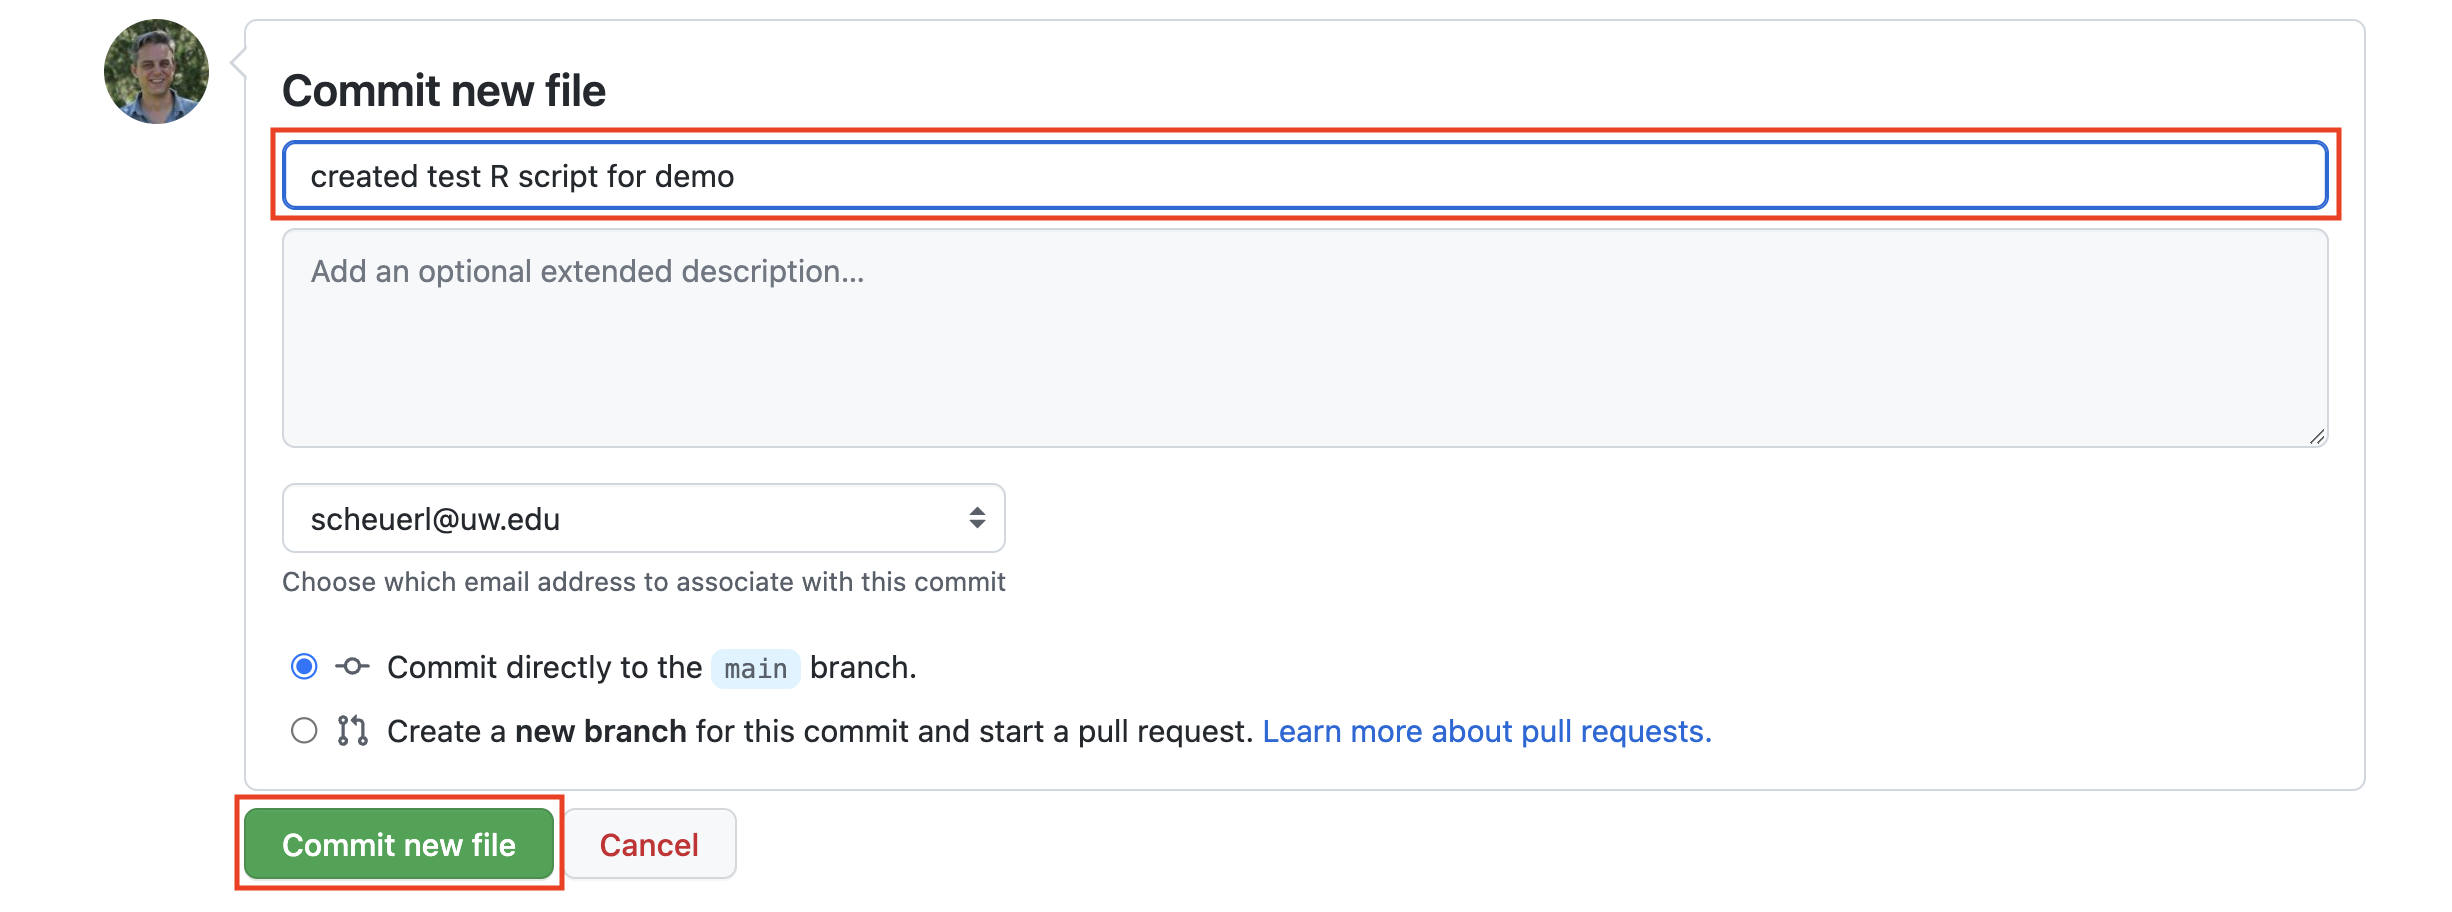 Commit new file
created test R script for demo
Add an optional extended description...
scheuerl@uw.edu
Choose which email address to associate with this commit
Commit directly to the main branch.
Create a new branch for this commit and start a pull request. Learn more about pull requests.
Commit new file
Cancel